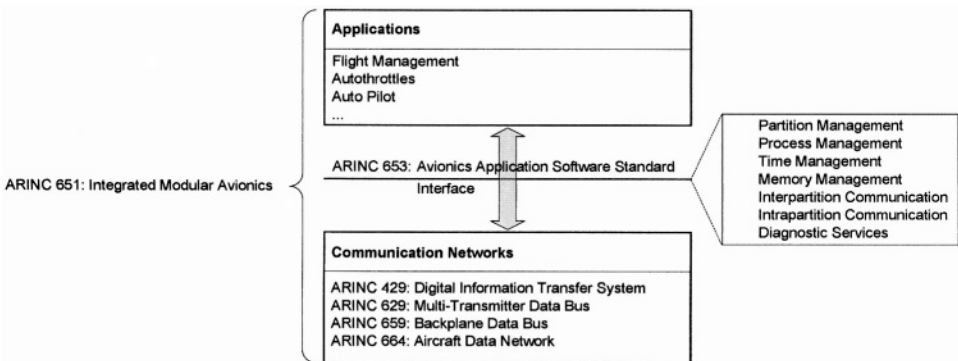 Applications
Flight Management
Autothrottles
Auto Pilot
...
ARINC 651: Integrated Modular Avionics
ARINC 653: Avionics Application Software Standard
Interface
Partition Management
Process Management
Time Management
Memory Management
Interpartition Communication
Intrapartition Communication
Diagnostic Services
Communication Networks
ARINC 429: Digital Information Transfer System
ARINC 629: Multi-Transmitter Data Bus
ARINC 659: Backplane Data Bus
ARINC 664: Aircraft Data Network